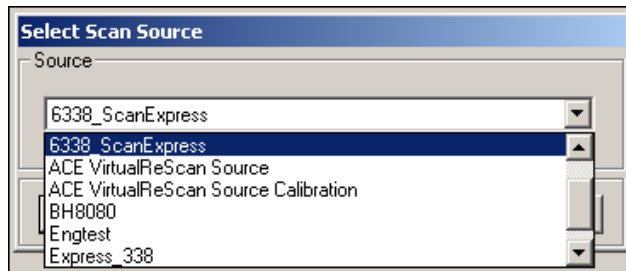 Select Scan Source
Source
6338_ScanExpress
6338_ScanExpress
ACE VirtualReScan Source
ACE VirtualReScan Source Calibration
BH8080
Engtest
Express_338